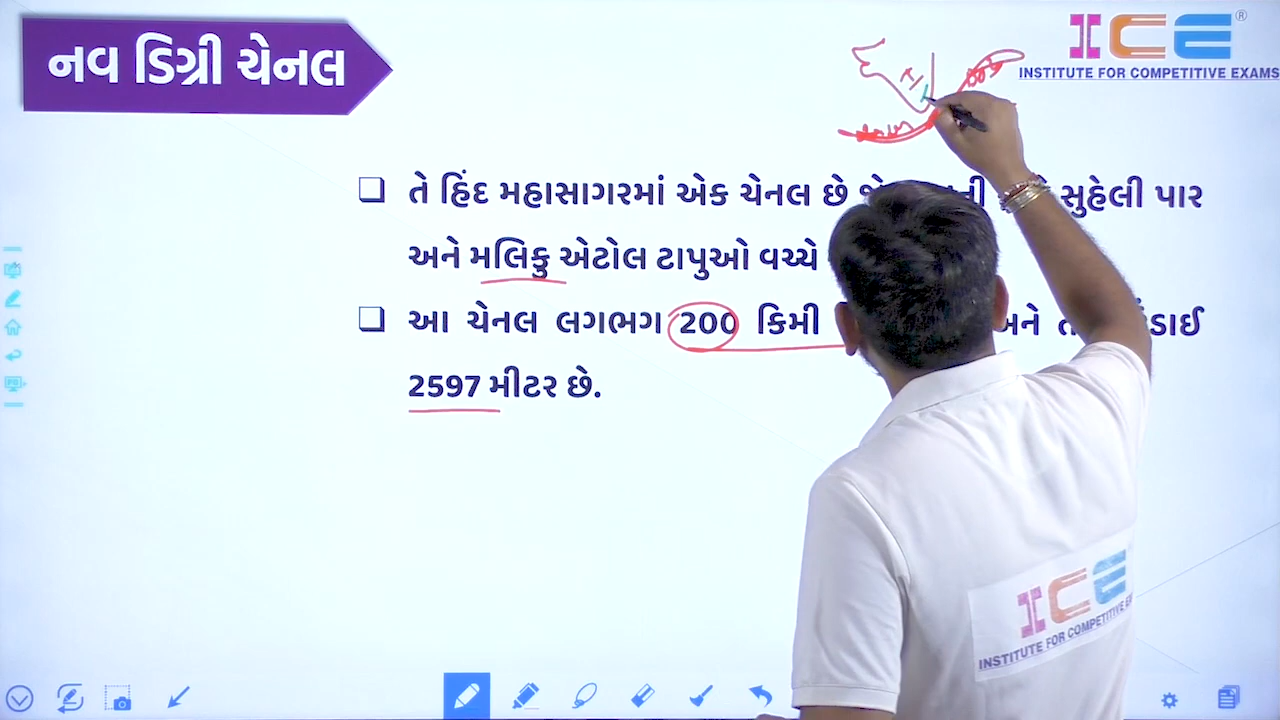 નવ ડિગ્રી ચેનલ
ICE®
INSTITUTE FOR COMPETITIVE EXAMS
❑ તે હિંદ મહાસાગરમાં એક ચેનલ છે સુહેલી પાર
અને મલિકુ એટોલ ટાપુઓ વચ્ચે
❑ આ ચેનલ લગભગ 200 કિમી અને
2597 મીટર છે.
ICE
INSTITUTE FOR COMPETITIVE EX